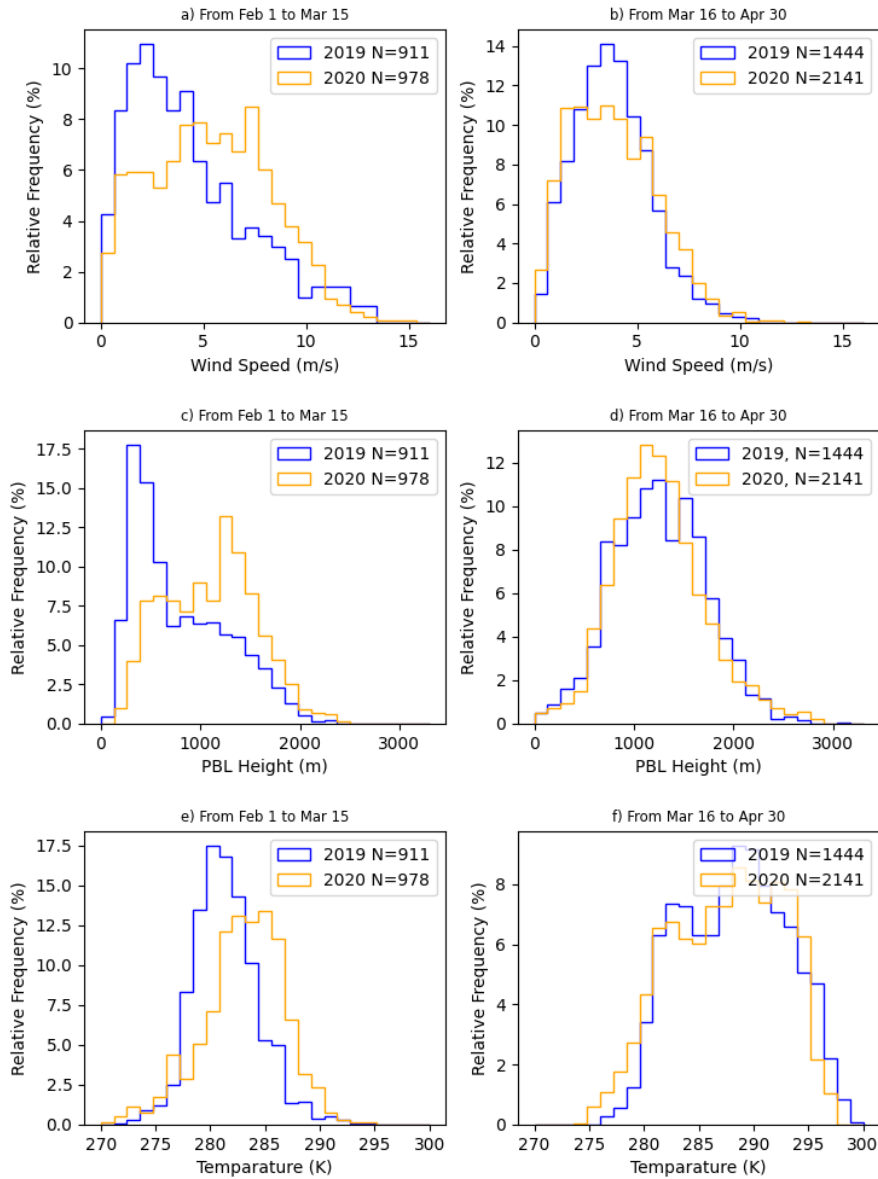 a) From Feb 1 to Mar 15
Relative Frequency (%)
10
8
6
4
2
0
2019 N=911
2020 N=978
0 5 10 15
Wind Speed (m/s)
b) From Mar 16 to Apr 30
Relative Frequency (%)
14
12
10
8
6
4
2
0
2019 N=1444
2020 N=2141
0 5 10 15
Wind Speed (m/s)
c) From Feb 1 to Mar 15
Relative Frequency (%)
17.5
15.0
12.5
10.0
7.5
5.0
2.5
0.0
2019 N=911
2020 N=978
0 1000 2000 3000
PBL Height (m)
d) From Mar 16 to Apr 30
Relative Frequency (%)
12
10
8
6
4
2
0
2019, N=1444
2020, N=2141
0 1000 2000 3000
PBL Height (m)
e) From Feb 1 to Mar 15
Relative Frequency (%)
17.5
15.0
12.5
10.0
7.5
5.0
2.5
0.0
2019 N=911
2020 N=978
270 275 280 285 290 295 300
Temparature (K)
f) From Mar 16 to Apr 30
Relative Frequency (%)
8
6
4
2
0
2019 N=1444
2020 N=2141
270 275 280 285 290 295 300
Temparature (K)